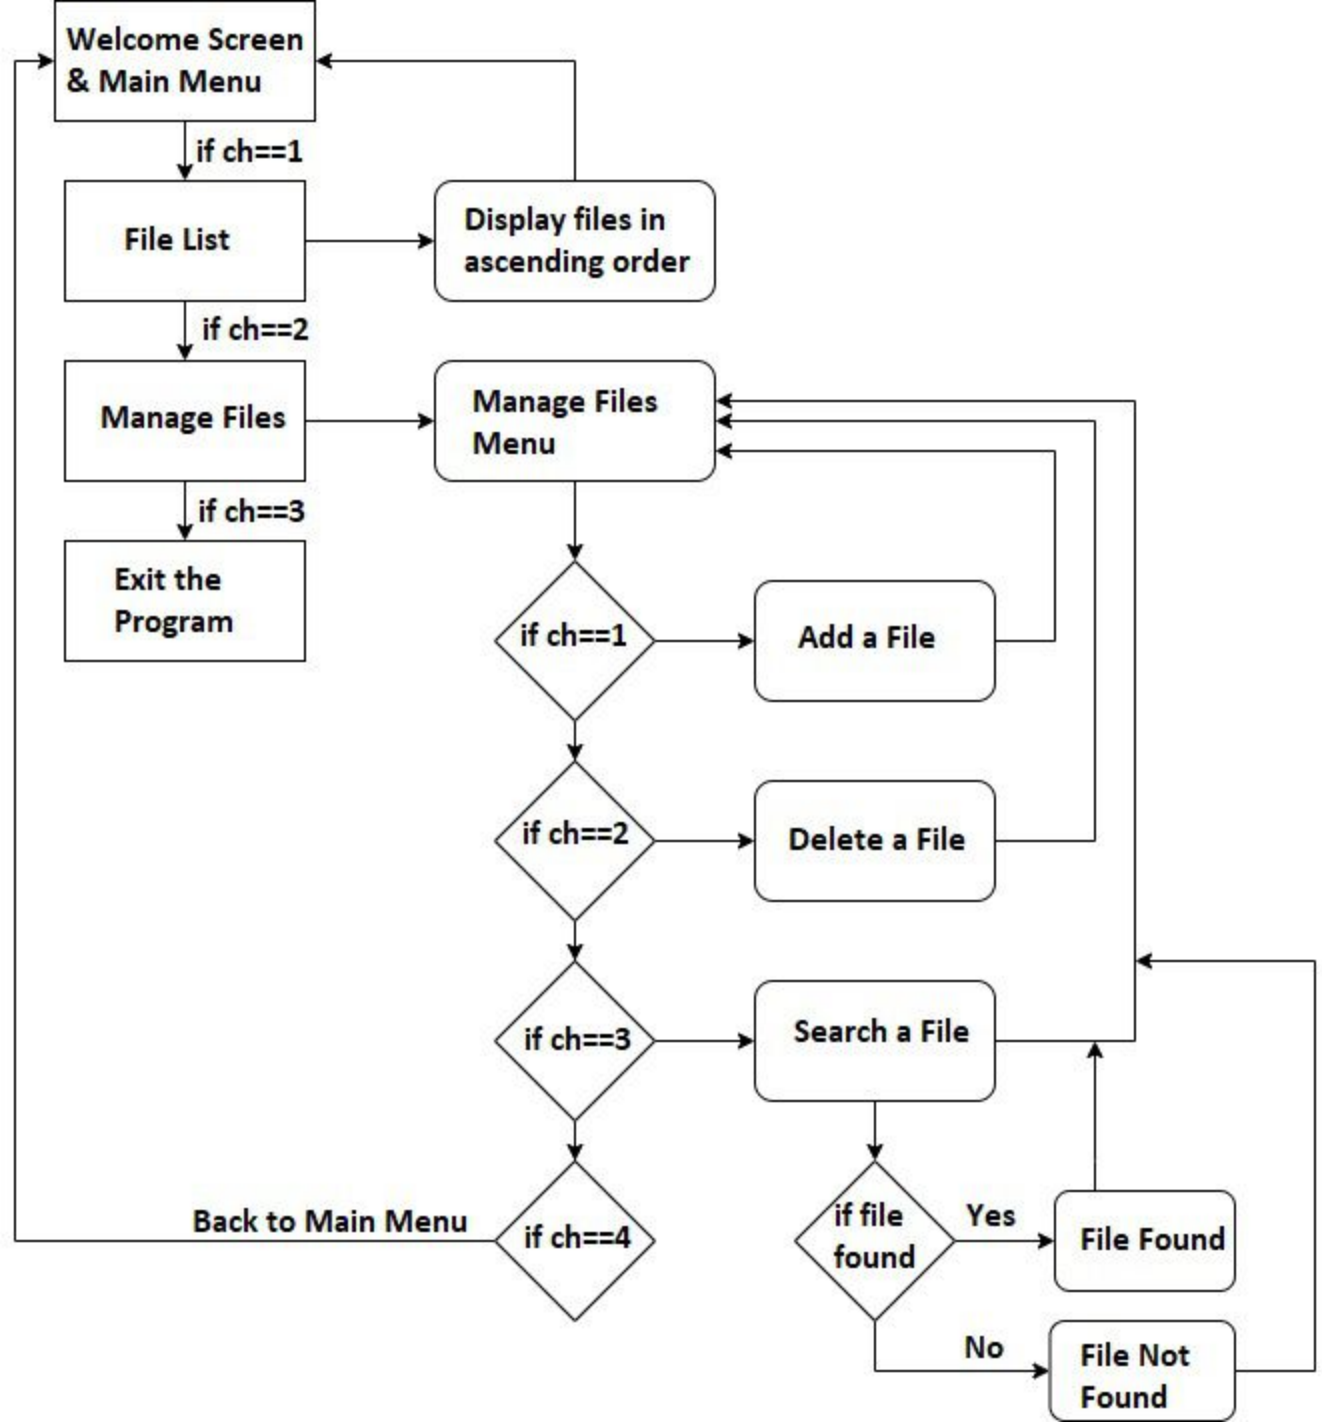 Welcome Screen
& Main Menu
if ch==1
File List
Display files in
ascending order
if ch==2
Manage Files
Manage Files
Menu
if ch==3
Exit the
Program
if ch==1
Add a File
if ch==2
Delete a File
if ch==3
Search a File
Back to Main Menu
if ch==4
if file
found
Yes
File Found
No
File Not
Found